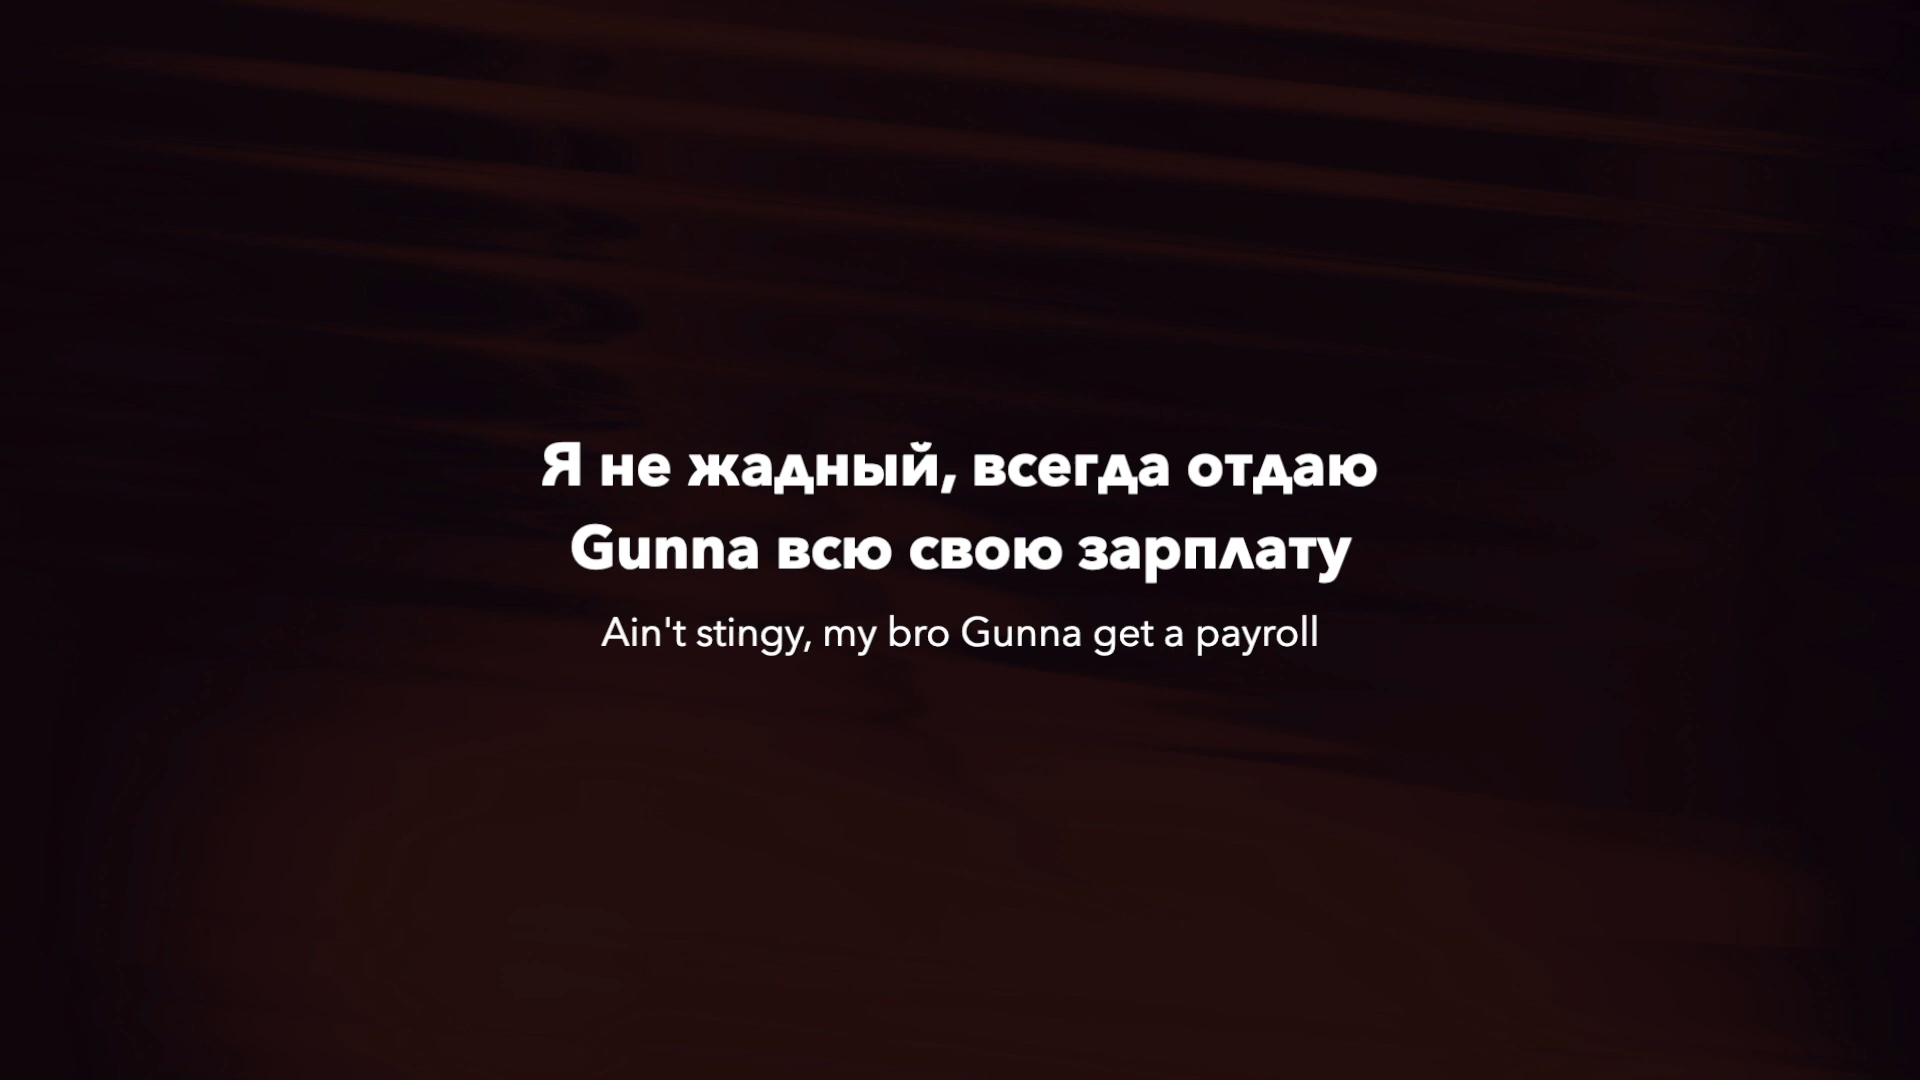 Я не жадный, всегда отдаю
Gunna всю свою зарплату
Ain't stingy, my bro Gunna get a payroll